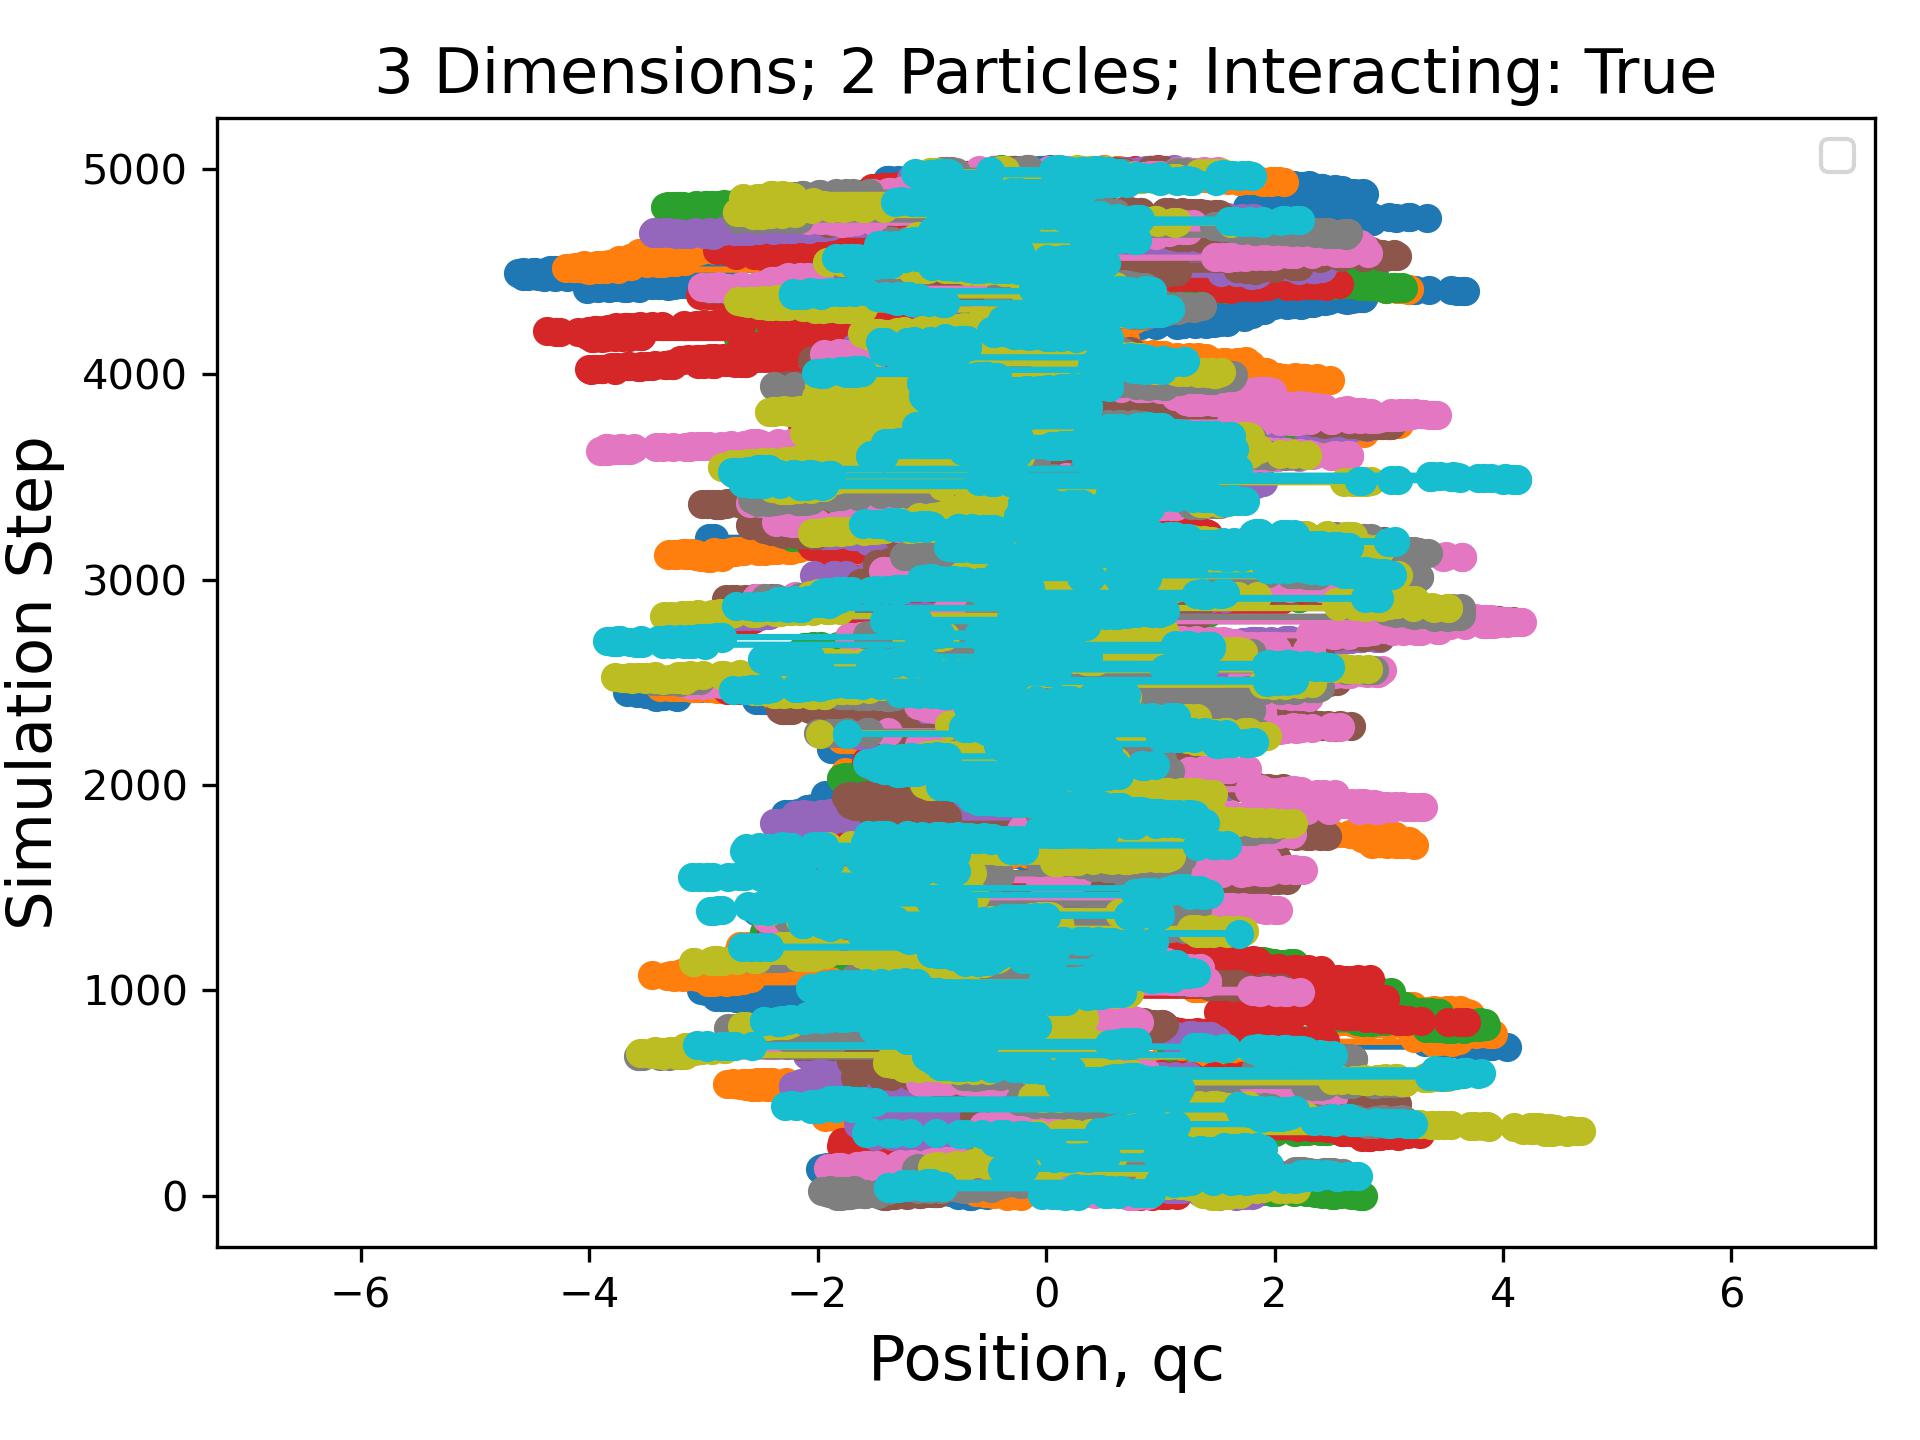 3 Dimensions; 2 Particles; Interacting: True
Simulation Step
5000
4000
3000
2000
1000
0
−6 −4 −2 0 2 4 6
Position, qc